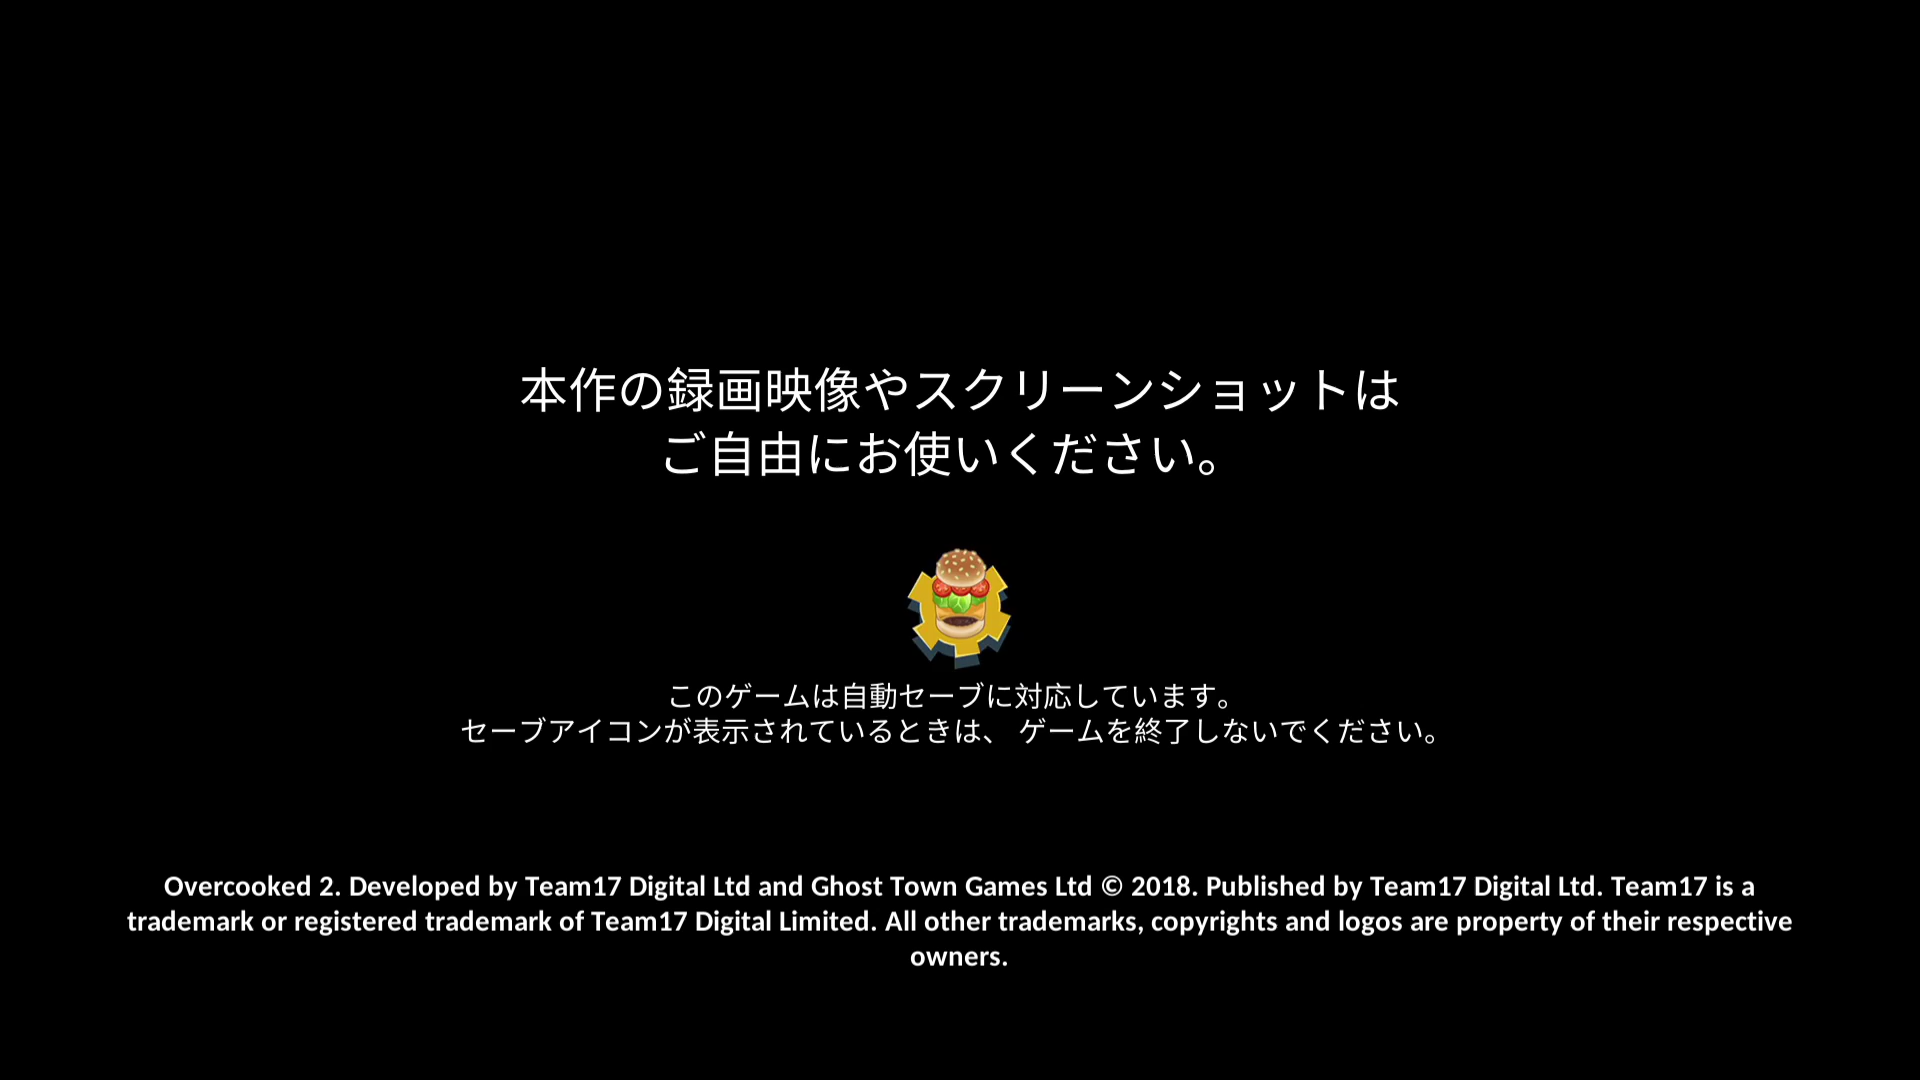 本作の録画映像やスクリーンショットは
ご自由にお使いください。
このゲームは自動セーブに対応しています。
セーブアイコンが表示されているときは、 ゲームを終了しないでください。
Overcooked 2. Developed by Team17 Digital Ltd and Ghost Town Games Ltd © 2018. Published by Team17 Digital Ltd. Team17 is a
trademark or registered trademark of Team17 Digital Limited. All other trademarks, copyrights and logos are property of their respective
owners.